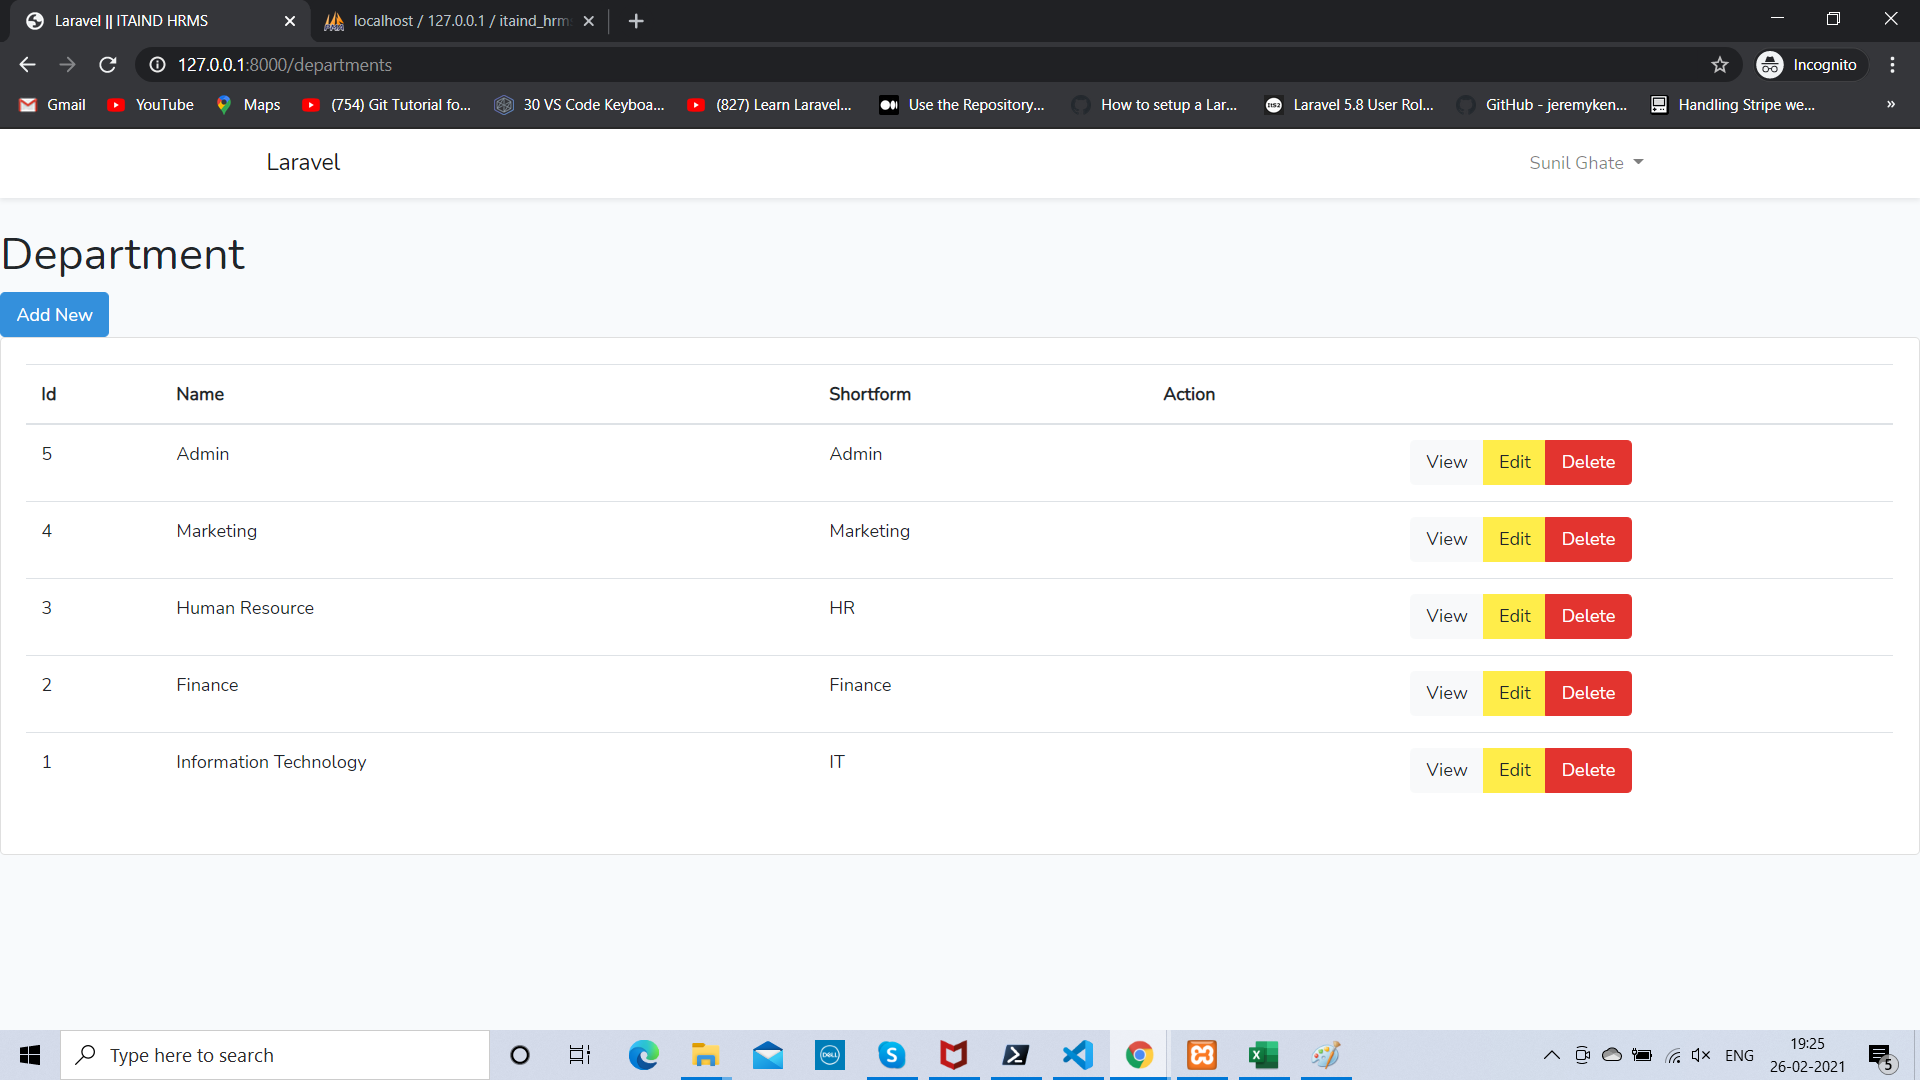 Laravel || ITAIND HRMS
localhost / 127.0.0.1 / itaind_hrm
127.0.0.1:8000/departments
Incognito
Gmail
YouTube
Maps
(754) Git Tutorial fo...
30 VS Code Keyboa...
(827) Learn Laravel...
Use the Repository...
How to setup a Lar...
Laravel 5.8 User Rol...
GitHub - jeremyken...
Handling Stripe we...
»
Laravel
Sunil Ghate
Department
Add New
Id Name Shortform Action
5 Admin Admin View Edit Delete
4 Marketing Marketing View Edit Delete
3 Human Resource HR View Edit Delete
2 Finance Finance View Edit Delete
1 Information Technology IT View Edit Delete
Type here to search
DELL
ENG
19:25
26-02-2021
5